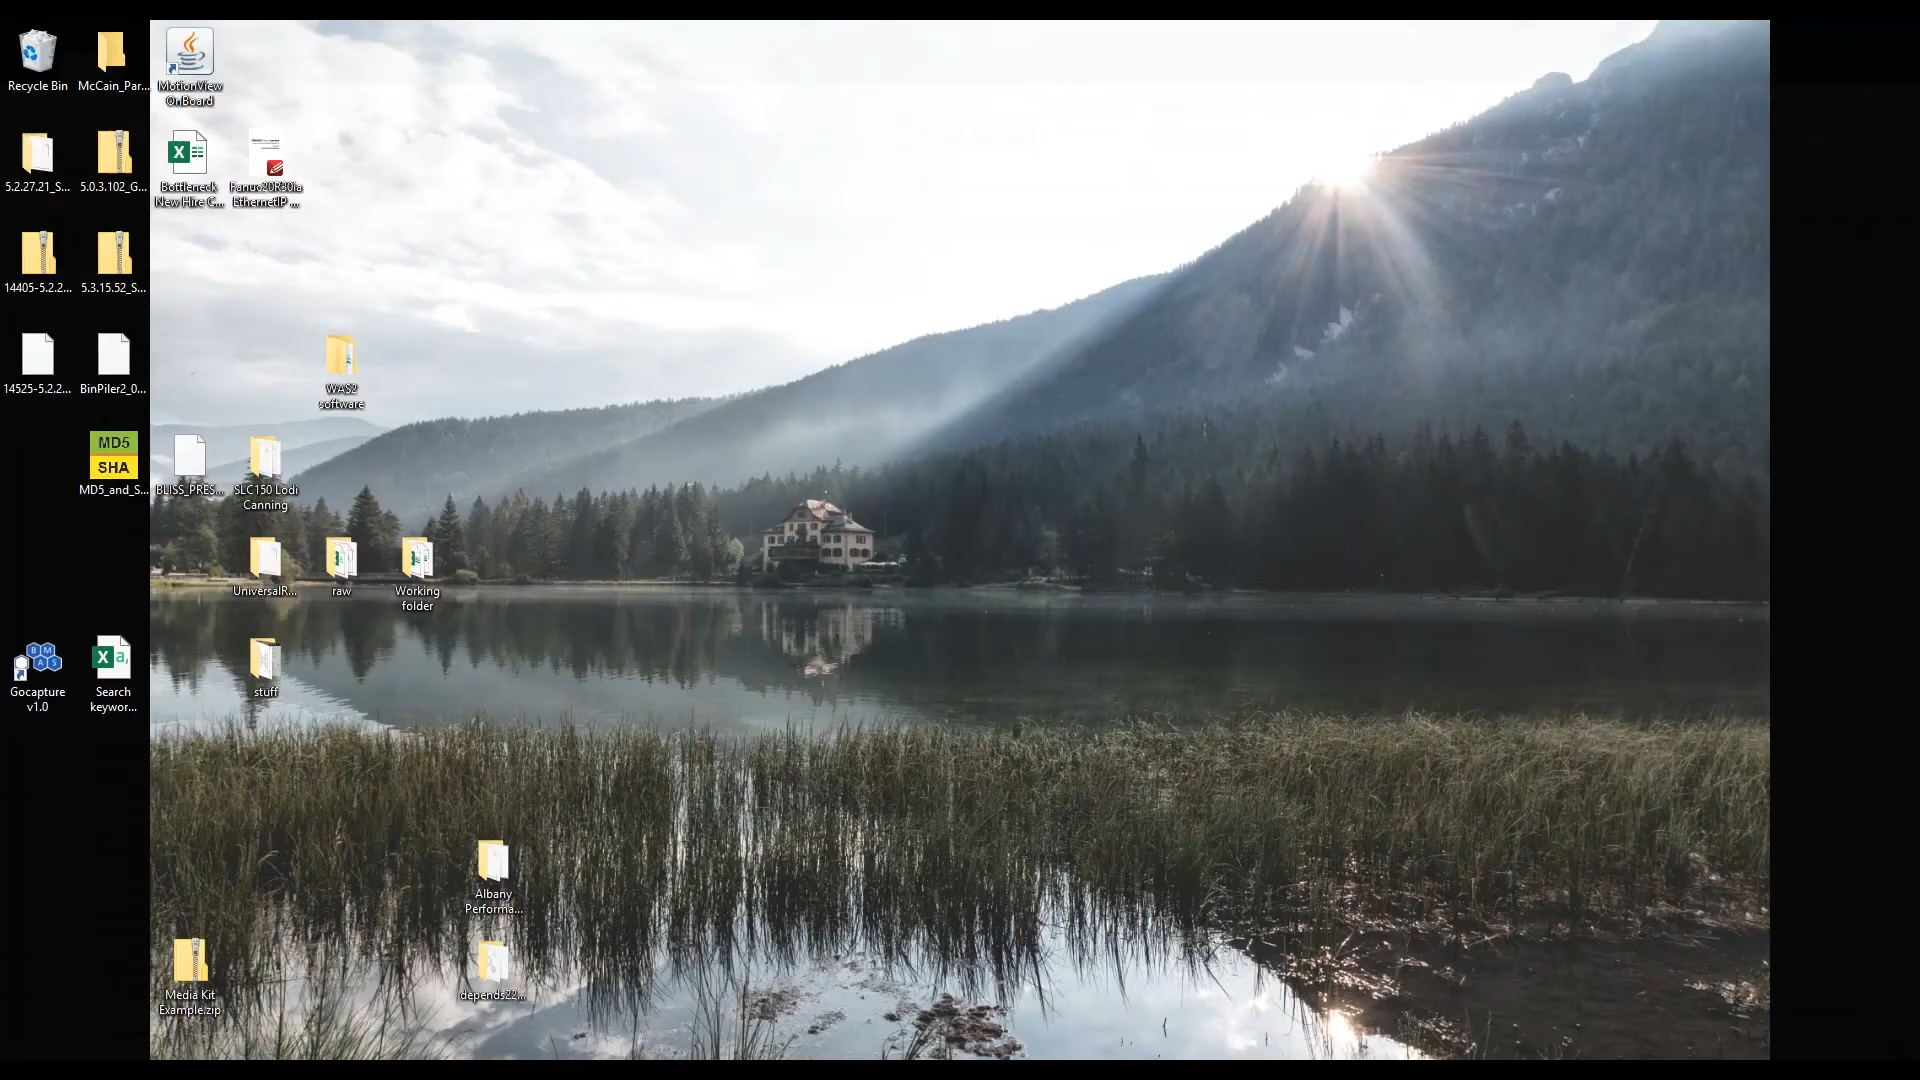 Recycle Bin
McCain_Par...
MotionView
OnBoard
5.2.27.21_S...
5.0.3.102_G...
Bottleneck
New Hire C...
Fanuc20R30ia
EthernetIP ...
14405-5.2.2...
5.3.15.52_S...
14525-5.2.2...
BinPiler2_0...
WAS2
software
MD5
SHA
MD5_and_S...
BLISS_PRES...
SLC150 Lodi
Canning
UniversalR...
raw
Working
folder
B M
A S
Gocapture
v1.0
X a,
Search
keywor...
stuff
Albany
Performa...
Media Kit
Example.zip
depends22...